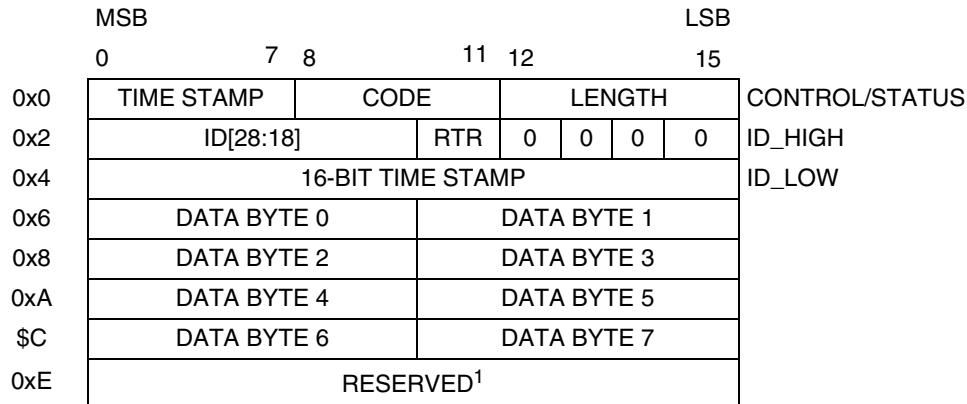 MSB LSB
0 7 8 11 12 15
0x0 TIME STAMP CODE LENGTH CONTROL/STATUS
0x2 ID[28:18] RTR 0 0 0 0 ID_HIGH
0x4 16-BIT TIME STAMP ID_LOW
0x6 DATA BYTE 0 DATA BYTE 1
0x8 DATA BYTE 2 DATA BYTE 3
0xA DATA BYTE 4 DATA BYTE 5
$C DATA BYTE 6 DATA BYTE 7
0xE RESERVED1